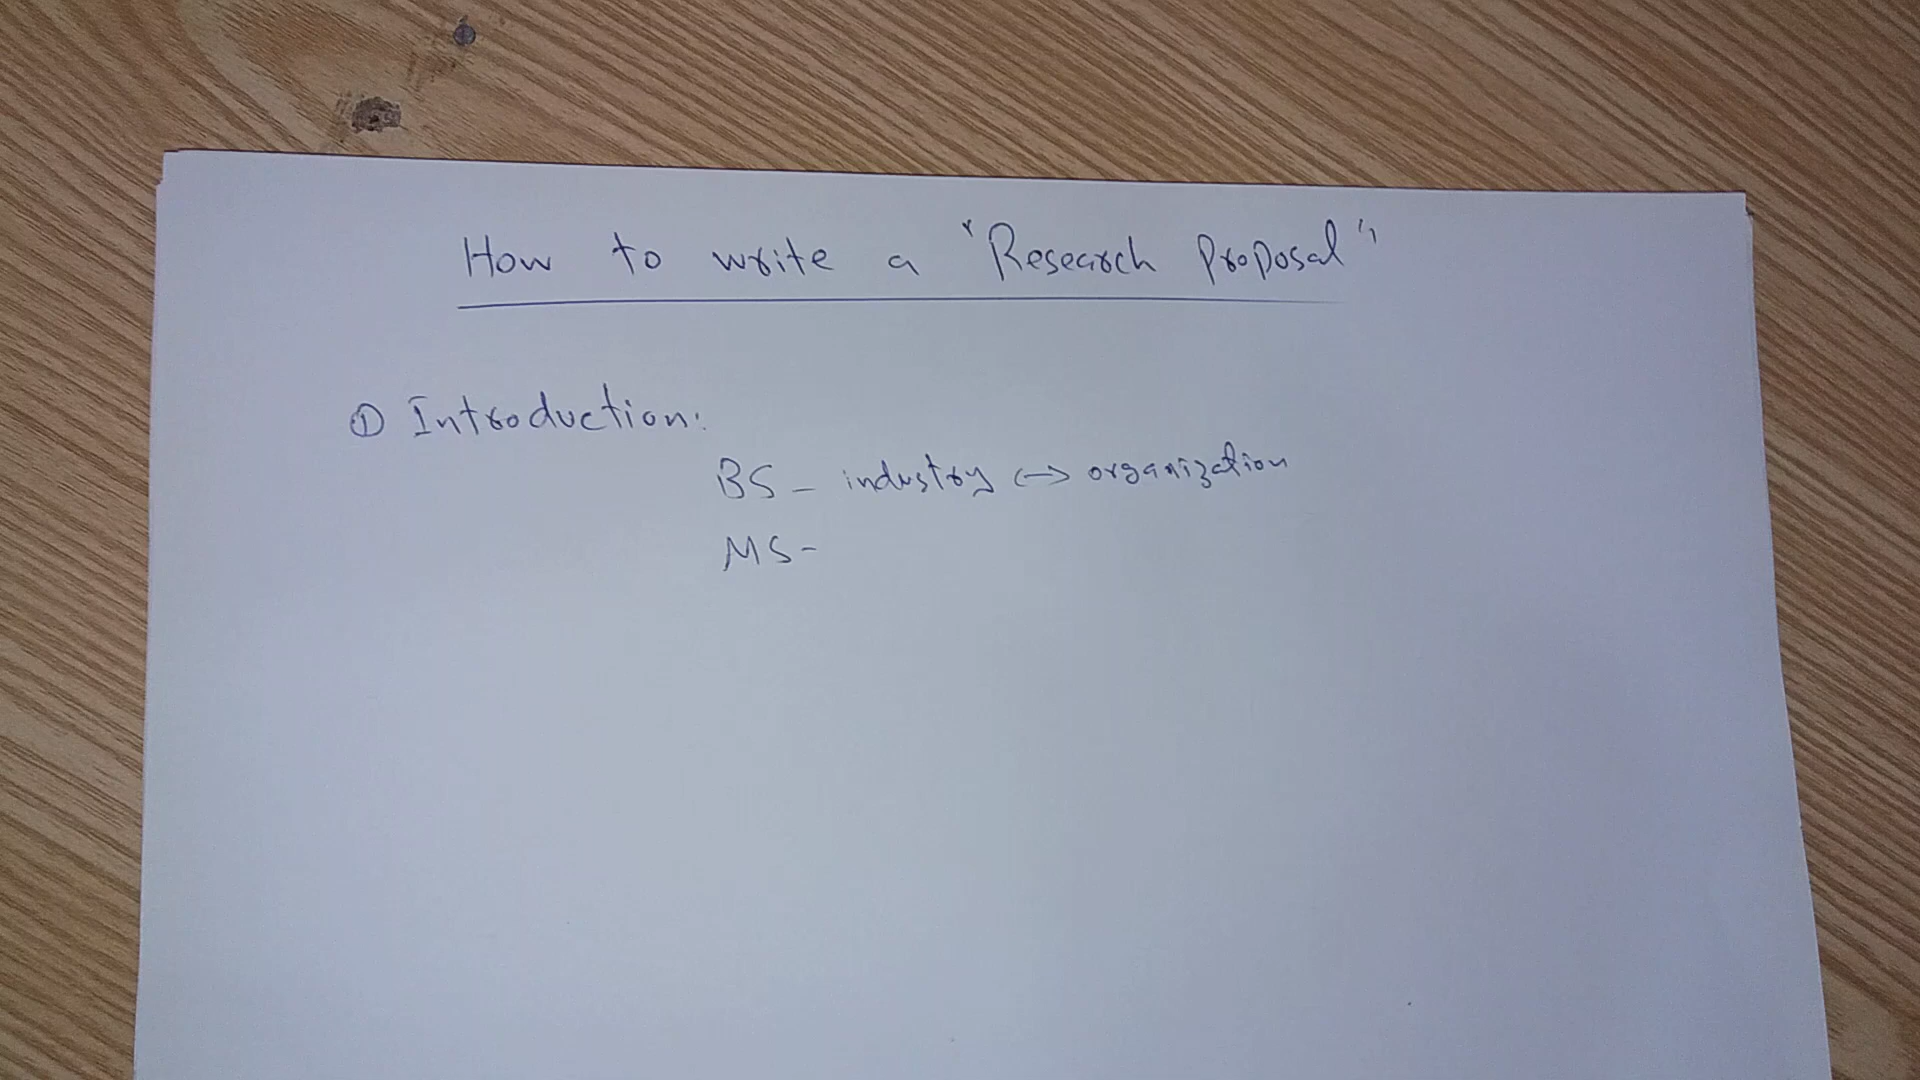 How to write a "Research Proposal"
① Introduction:
BS - industry ↔ organization
MS -